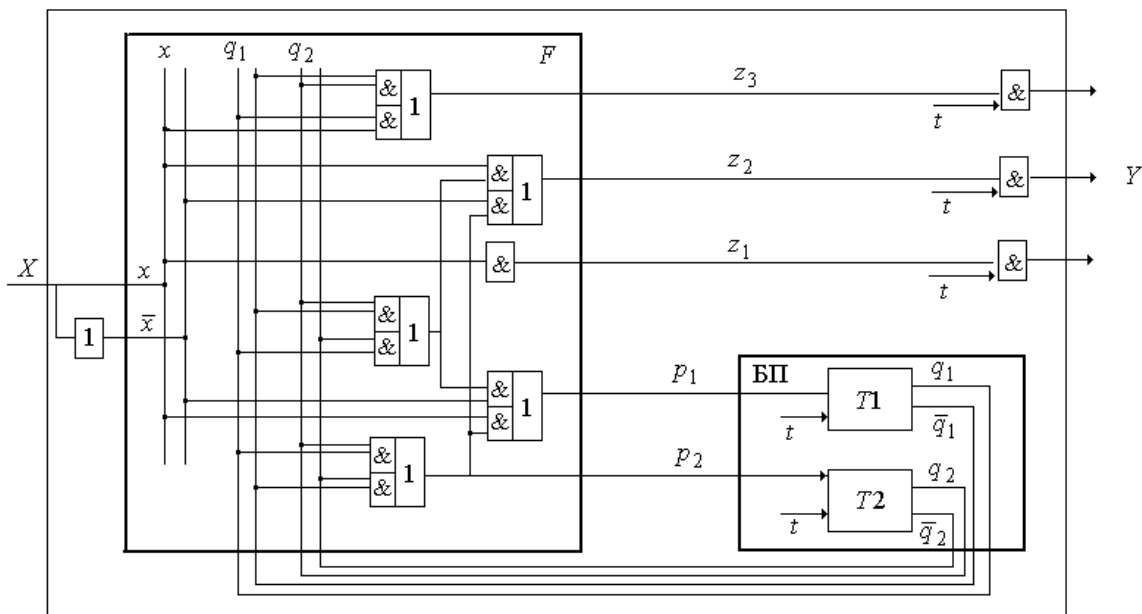 x q₁ q₂ F
& 1 z₃ &
& t
& 1 z₂ & Y
& t
& z₁ &
X x t
1 x̄ & 1
&
& 1 p₁ БП T1 q₁
& t q̄₁
& 1 p₂ T2 q₂
& t q̄₂